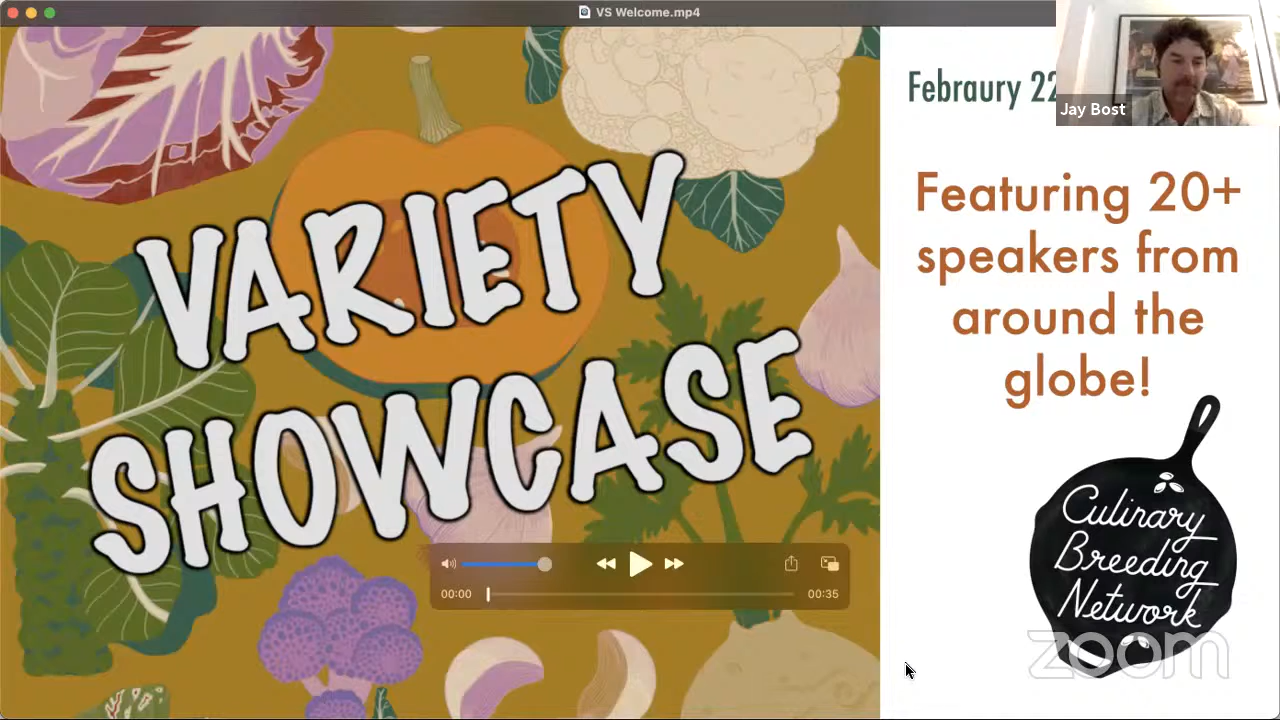 VS Welcome.mp4
Jay Bost
Febraury 22
VARIETY
SHOWCASE
Featuring 20+
speakers from
around the
globe!
Culinary
Breeding
Network
zoom
00:00
00:35